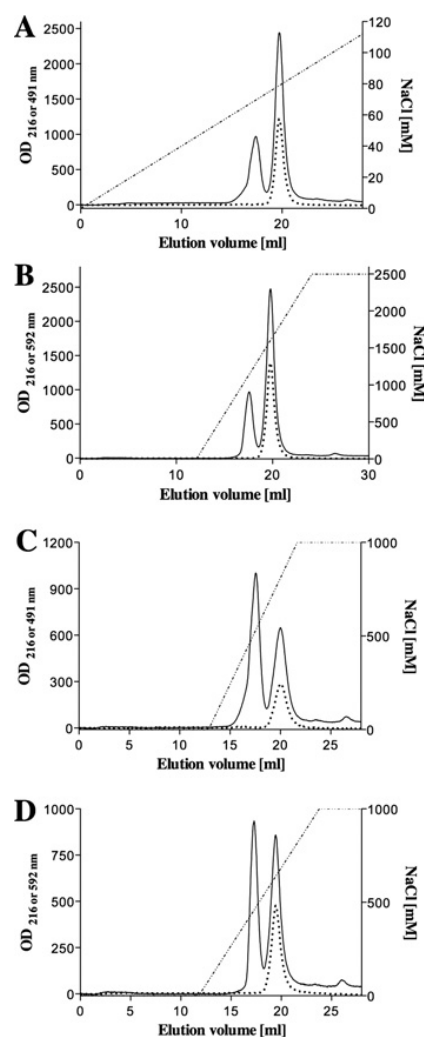 A
OD 216 or 491 nm
2500
2000
1500
1000
500
0
120
100
80
60
40
20
0
NaCl [mM]
0 10 20
Elution volume [ml]
B
OD 216 or 592 nm
2500
2000
1500
1000
500
0
2500
2000
1500
1000
500
0
NaCl [mM]
0 10 20 30
Elution volume [ml]
C
OD 216 or 491 nm
1200
900
600
300
0
1000
500
0
NaCl [mM]
0 5 10 15 20 25
Elution volume [ml]
D
OD 216 or 592 nm
1000
750
500
250
0
1000
500
0
NaCl [mM]
0 5 10 15 20 25
Elution volume [ml]